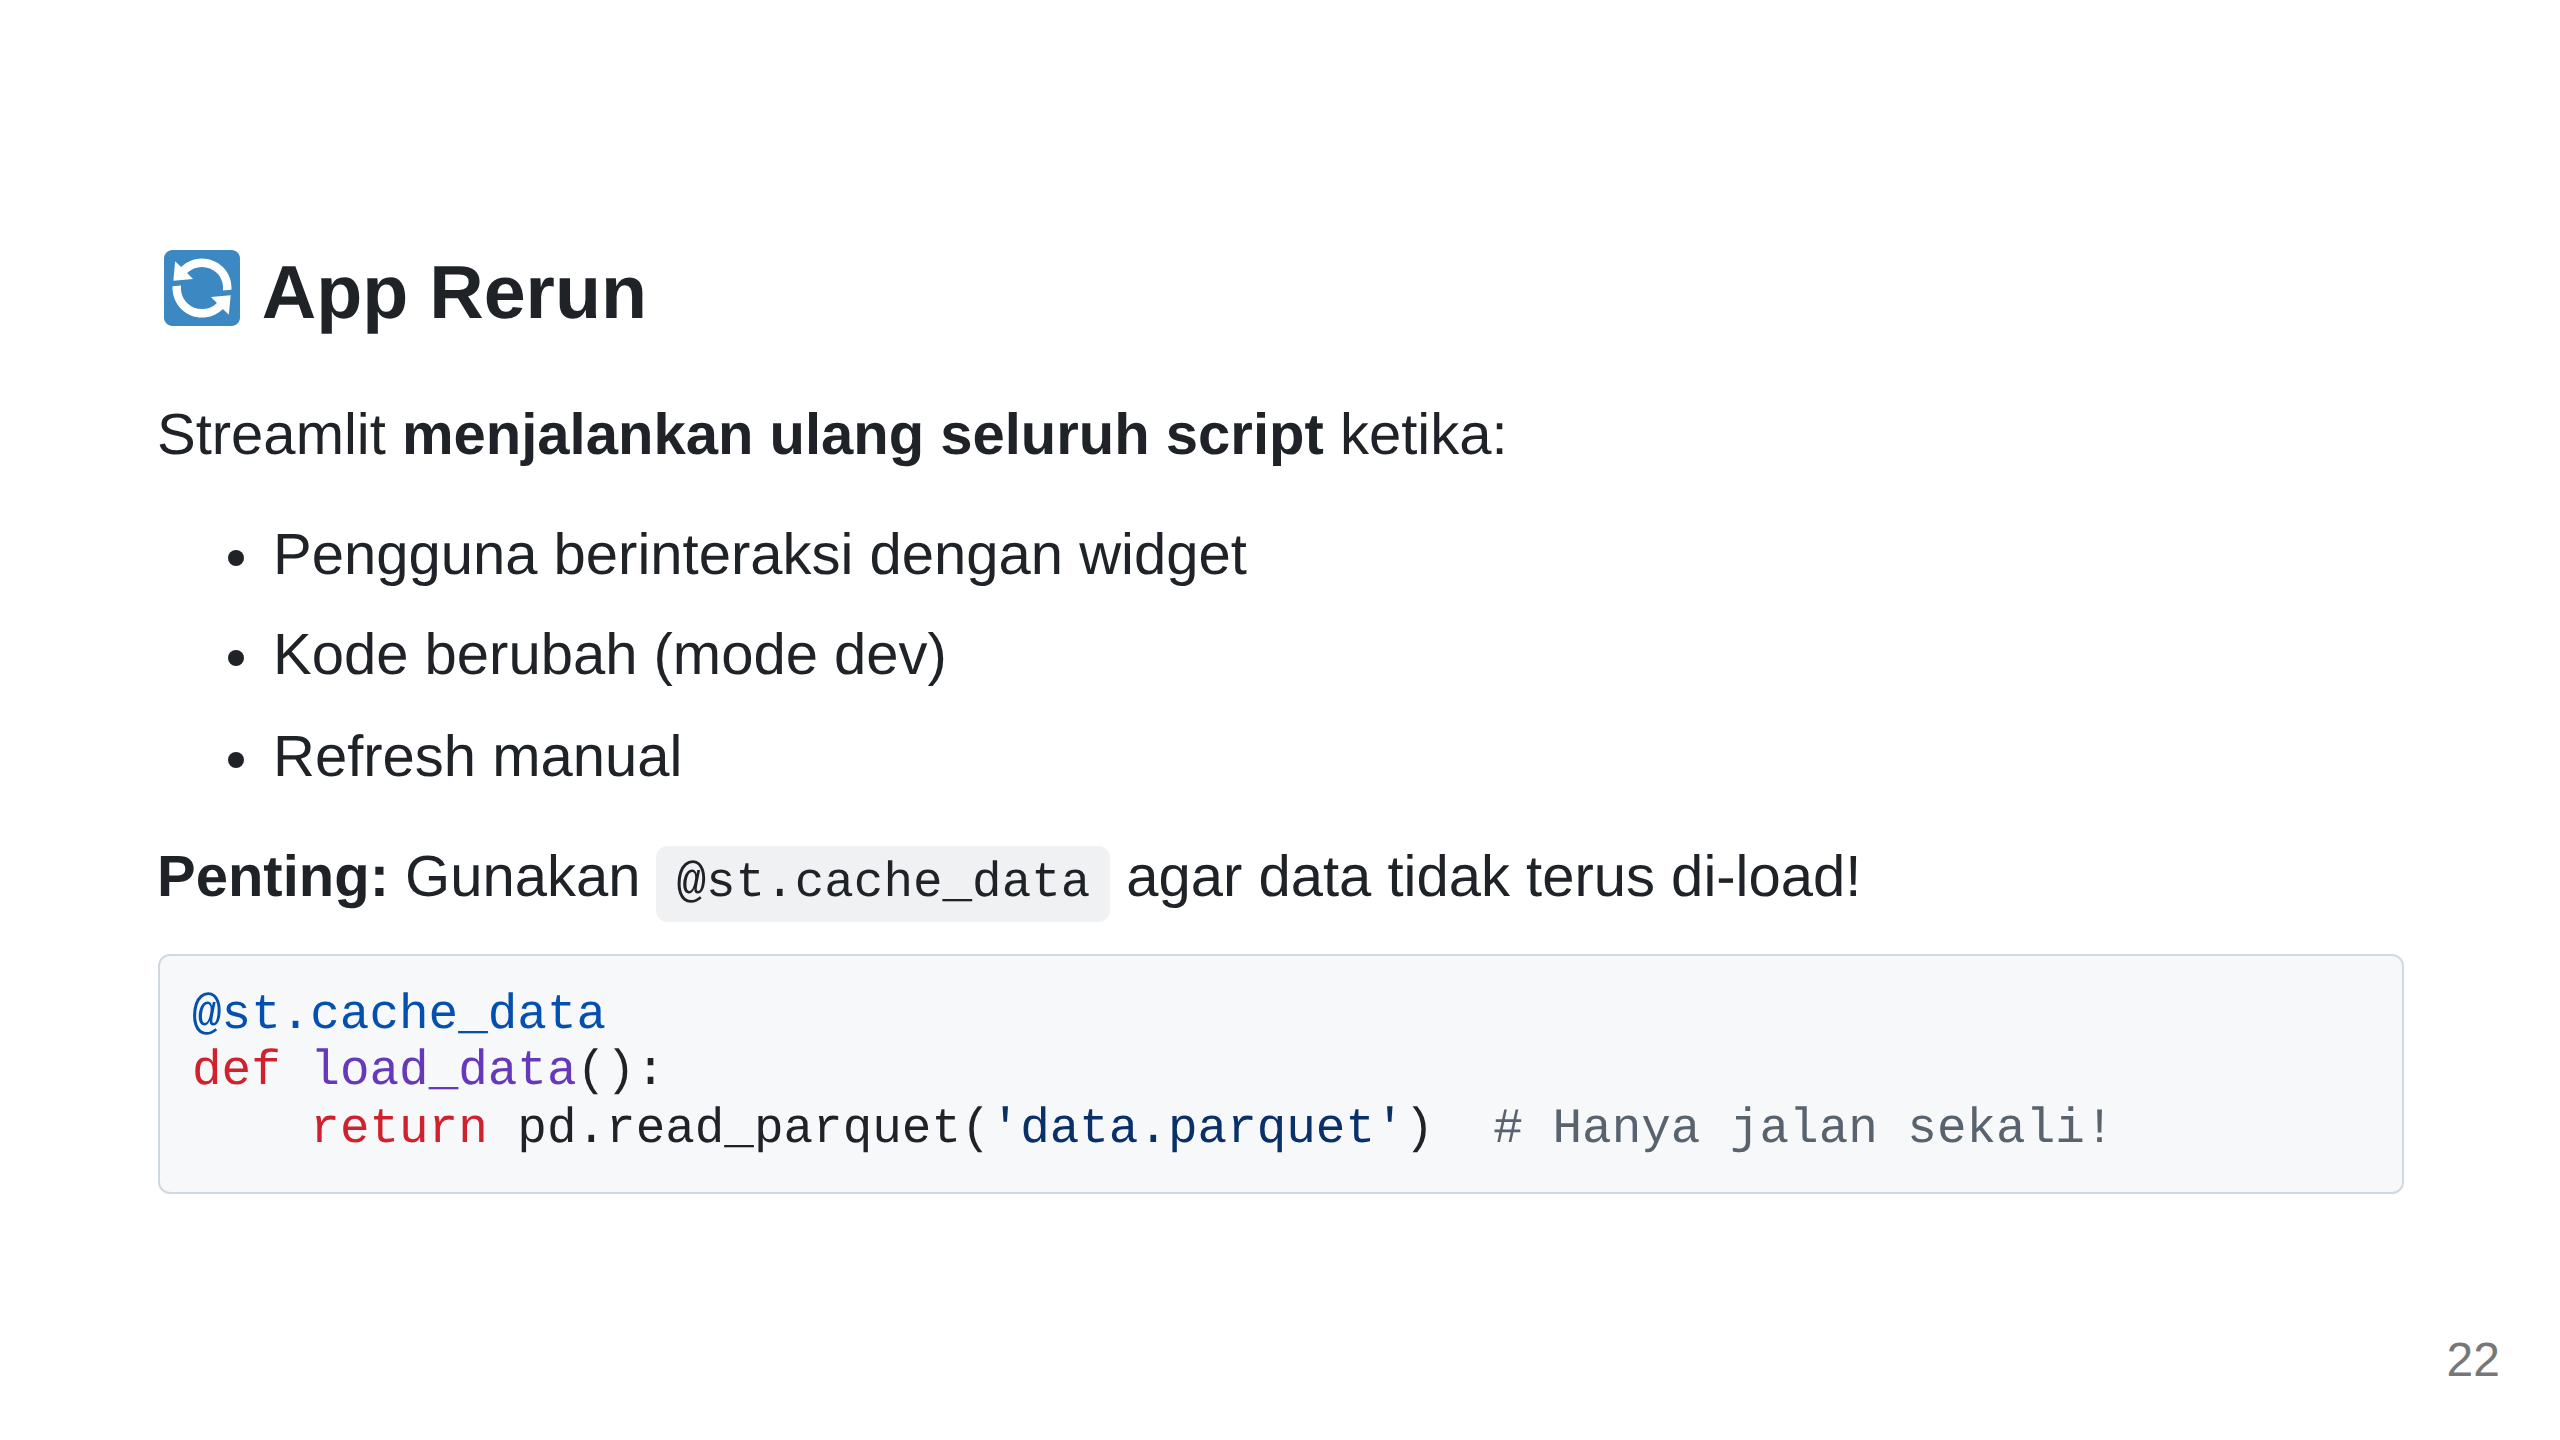 🔄 App Rerun
Streamlit menjalankan ulang seluruh script ketika:
• Pengguna berinteraksi dengan widget
• Kode berubah (mode dev)
• Refresh manual
Penting: Gunakan @st.cache_data agar data tidak terus di-load!
@st.cache_data
def load_data():
    return pd.read_parquet('data.parquet')  # Hanya jalan sekali!
22